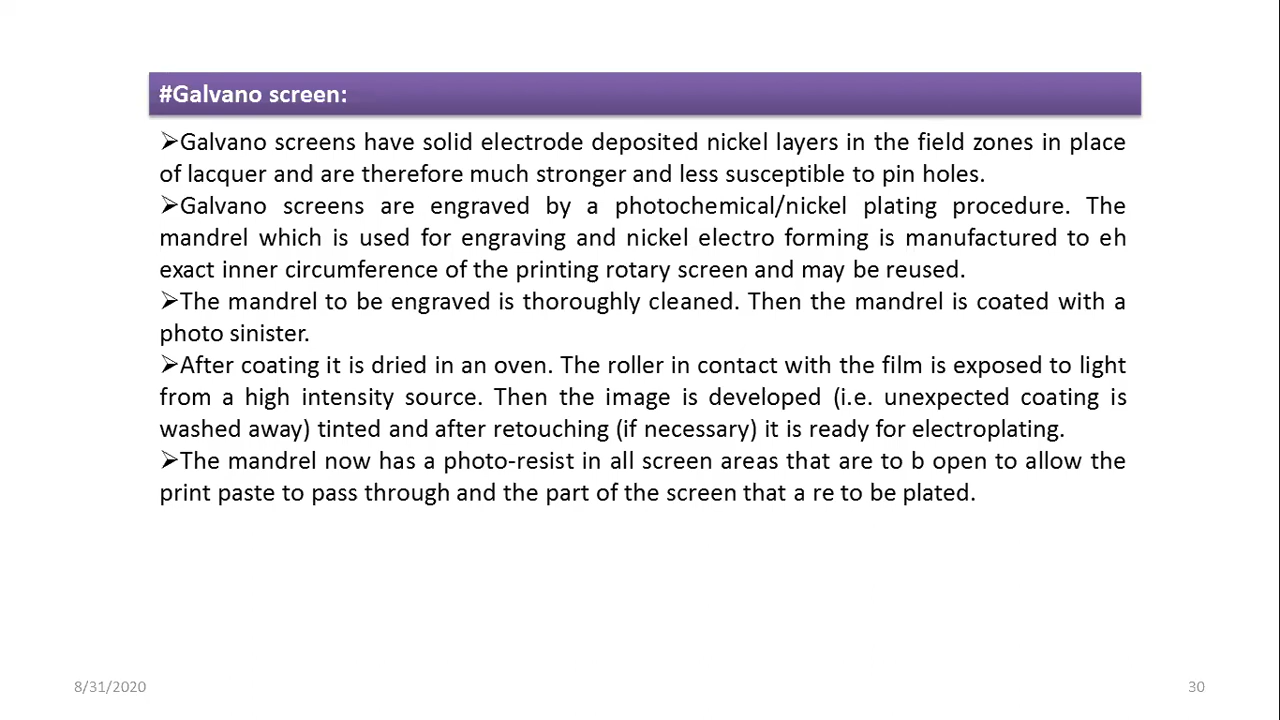 #Galvano screen:
➢Galvano screens have solid electrode deposited nickel layers in the field zones in place
of lacquer and are therefore much stronger and less susceptible to pin holes.
➢Galvano screens are engraved by a photochemical/nickel plating procedure. The
mandrel which is used for engraving and nickel electro forming is manufactured to eh
exact inner circumference of the printing rotary screen and may be reused.
➢The mandrel to be engraved is thoroughly cleaned. Then the mandrel is coated with a
photo sinister.
➢After coating it is dried in an oven. The roller in contact with the film is exposed to light
from a high intensity source. Then the image is developed (i.e. unexpected coating is
washed away) tinted and after retouching (if necessary) it is ready for electroplating.
➢The mandrel now has a photo-resist in all screen areas that are to b open to allow the
print paste to pass through and the part of the screen that a re to be plated.
8/31/2020
30